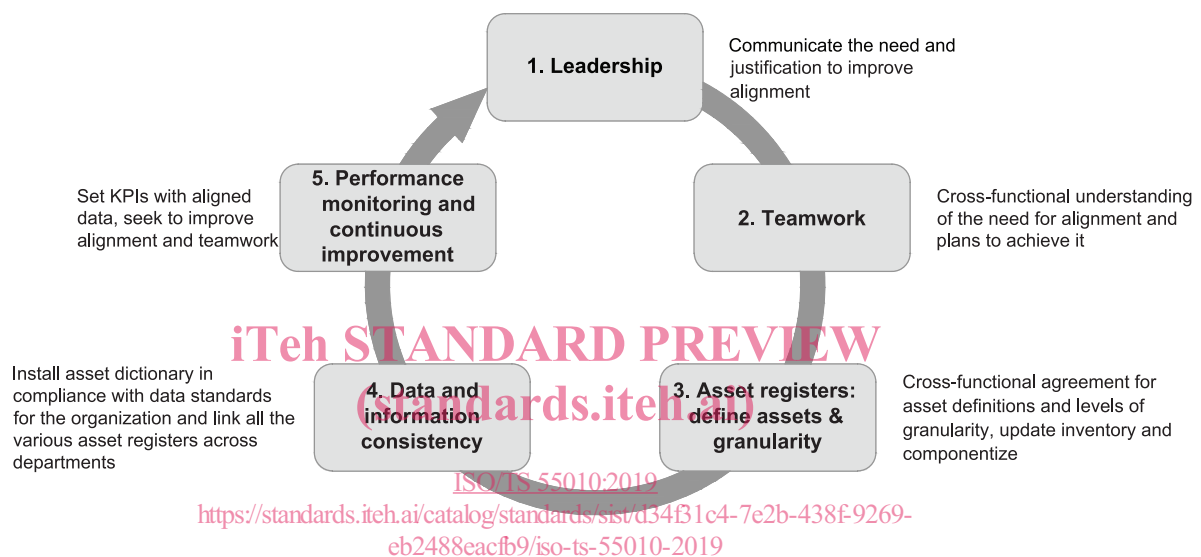 1. Leadership
Communicate the need and
justification to improve
alignment
2. Teamwork
Cross-functional understanding
of the need for alignment and
plans to achieve it
3. Asset registers:
define assets &
granularity
Cross-functional agreement for
asset definitions and levels of
granularity, update inventory and
componentize
4. Data and
information
consistency
Install asset dictionary in
compliance with data standards
for the organization and link all the
various asset registers across
departments
5. Performance
monitoring and
continuous
improvement
Set KPIs with aligned
data, seek to improve
alignment and teamwork
iTeh STANDARD PREVIEW
(standards.iteh.ai)
ISO/TS 55010:2019
https://standards.iteh.ai/catalog/standards/sist/d34f31c4-7e2b-438f-9269-
eb2488eacfb9/iso-ts-55010-2019